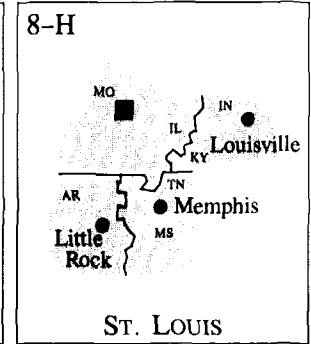 8-H
MO
IN
IL
Louisville
KY
TN
AR
Memphis
Little
Rock
MS
ST. LOUIS